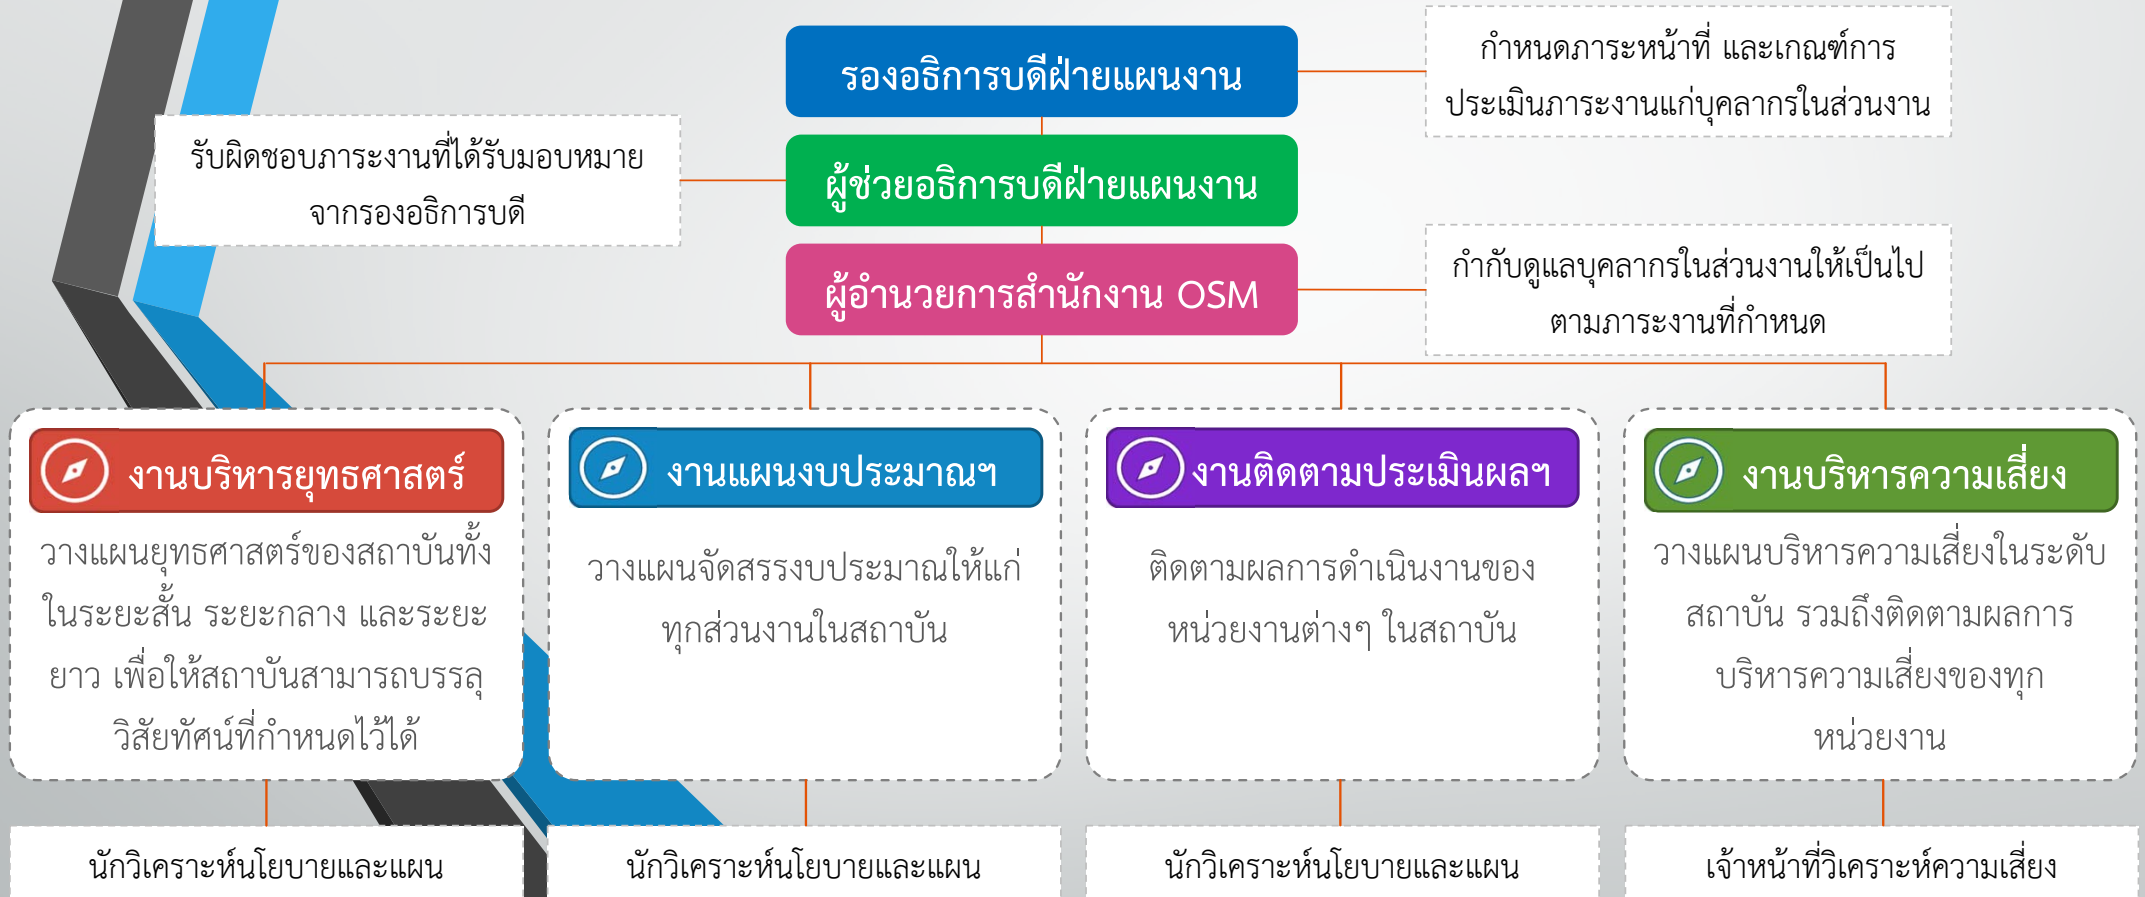 รองอธิการบดีฝ่ายแผนงาน
กำหนดภาระหน้าที่ และเกณฑ์การ
ประเมินภาระงานแก่บุคลากรในส่วนงาน
ผู้ช่วยอธิการบดีฝ่ายแผนงาน
รับผิดชอบภาระงานที่ได้รับมอบหมาย
จากรองอธิการบดี
ผู้อำนวยการสำนักงาน OSM
กำกับดูแลบุคลากรในส่วนงานให้เป็นไป
ตามภาระงานที่กำหนด
งานบริหารยุทธศาสตร์
วางแผนยุทธศาสตร์ของสถาบันทั้ง
ในระยะสั้น ระยะกลาง และระยะ
ยาว เพื่อให้สถาบันสามารถบรรลุ
วิสัยทัศน์ที่กำหนดไว้ได้
นักวิเคราะห์นโยบายและแผน
งานแผนงบประมาณฯ
วางแผนจัดสรรงบประมาณให้แก่
ทุกส่วนงานในสถาบัน
นักวิเคราะห์นโยบายและแผน
งานติดตามประเมินผลฯ
ติดตามผลการดำเนินงานของ
หน่วยงานต่างๆ ในสถาบัน
นักวิเคราะห์นโยบายและแผน
งานบริหารความเสี่ยง
วางแผนบริหารความเสี่ยงในระดับ
สถาบัน รวมถึงติดตามผลการ
บริหารความเสี่ยงของทุก
หน่วยงาน
เจ้าหน้าที่วิเคราะห์ความเสี่ยง